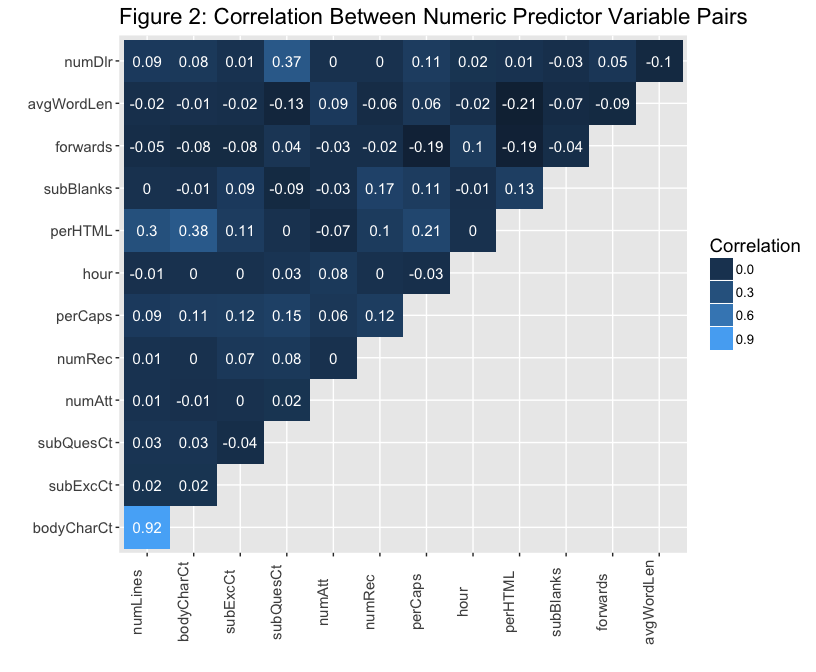 Figure 2: Correlation Between Numeric Predictor Variable Pairs
numDlr 0.09 0.08 0.01 0.37 0 0 0.11 0.02 0.01 -0.03 0.05 -0.1
avgWordLen -0.02 -0.01 -0.02 -0.13 0.09 -0.06 0.06 -0.02 -0.21 -0.07 -0.09
forwards -0.05 -0.08 -0.08 0.04 -0.03 -0.02 -0.19 0.1 -0.19 -0.04
subBlanks 0 -0.01 0.09 -0.09 -0.03 0.17 0.11 -0.01 0.13
perHTML 0.3 0.38 0.11 0 -0.07 0.1 0.21 0
hour -0.01 0 0 0.03 0.08 0 -0.03
perCaps 0.09 0.11 0.12 0.15 0.06 0.12
numRec 0.01 0 0.07 0.08 0
numAtt 0.01 -0.01 0 0.02
subQuesCt 0.03 0.03 -0.04
subExcCt 0.02 0.02
bodyCharCt 0.92
numLines bodyCharCt subExcCt subQuesCt numAtt numRec perCaps hour perHTML subBlanks forwards avgWordLen
Correlation
0.0
0.3
0.6
0.9